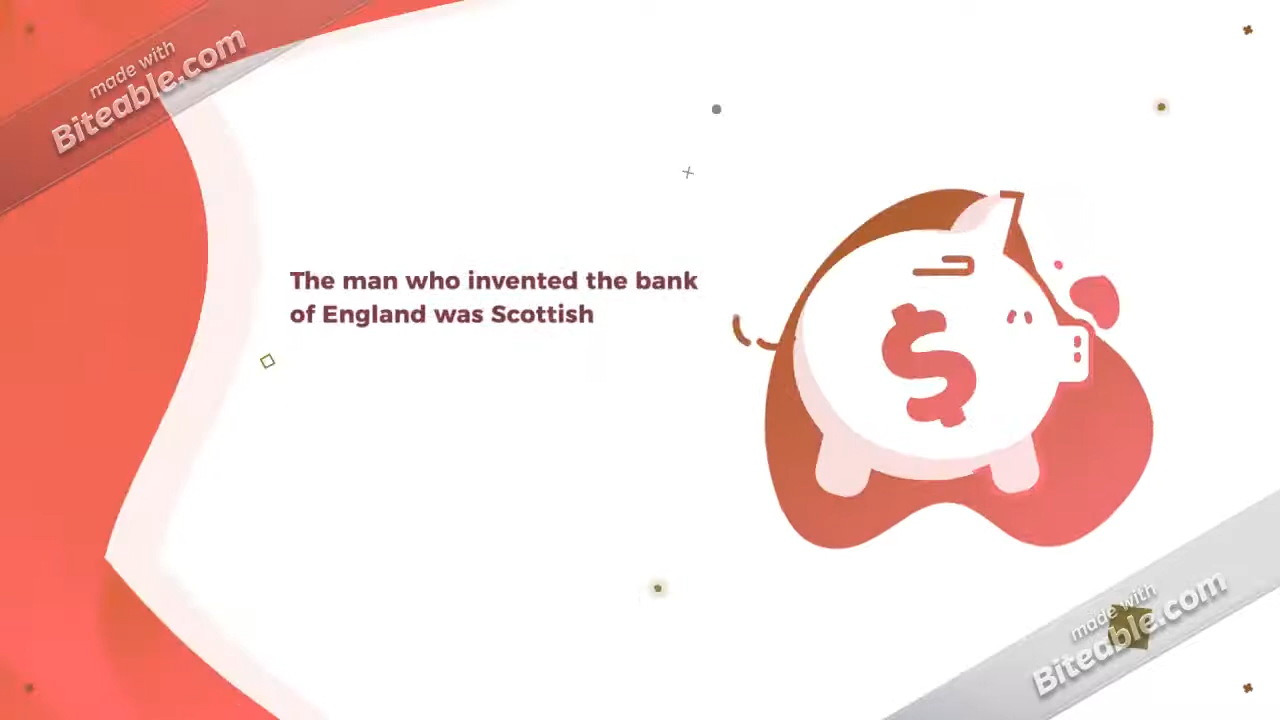 made with
Biteable.com
The man who invented the bank
of England was Scottish
$
made with
Biteable.com